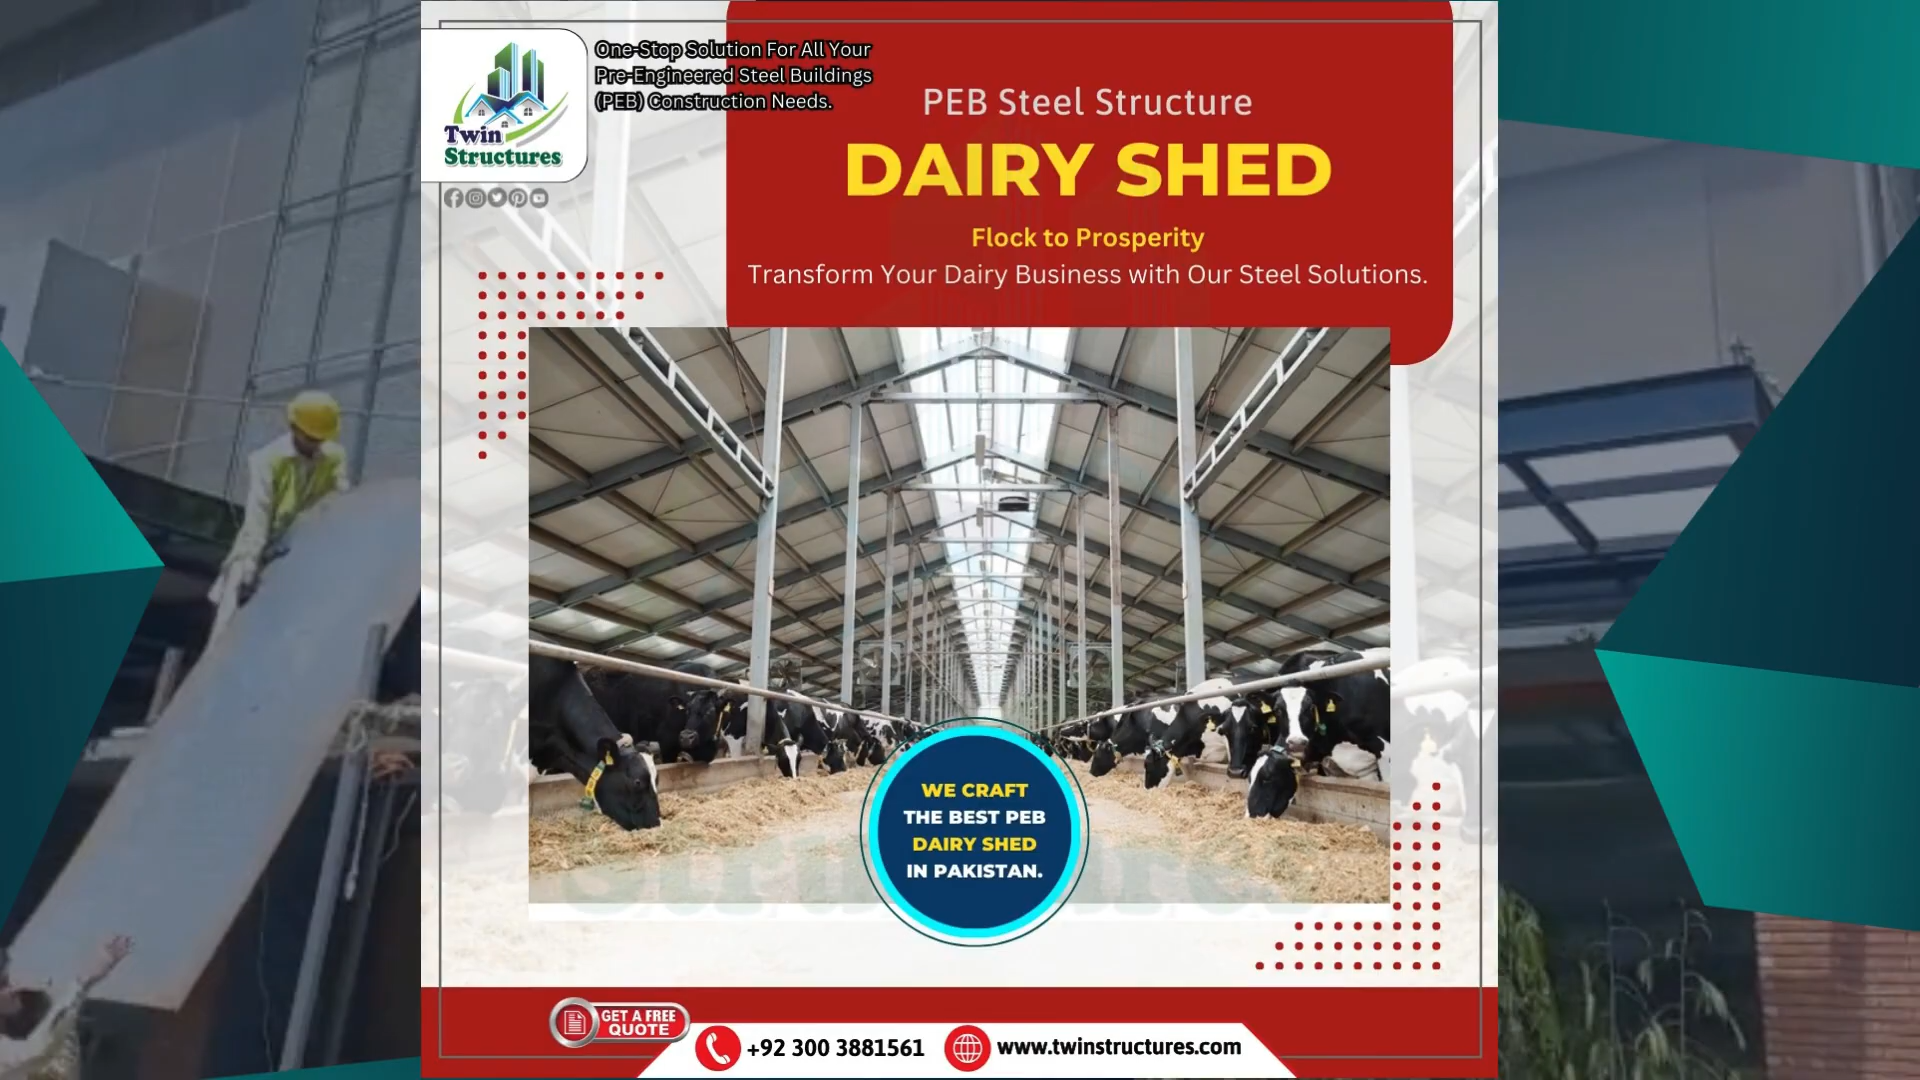 One-Stop Solution For All Your
Pre-Engineered Steel Buildings
(PEB) Construction Needs.
Twin
Structures
PEB Steel Structure
DAIRY SHED
Flock to Prosperity
Transform Your Dairy Business with Our Steel Solutions.
WE CRAFT
THE BEST PEB
DAIRY SHED
IN PAKISTAN.
GET A FREE
QUOTE
+92 300 3881561
www.twinstructures.com